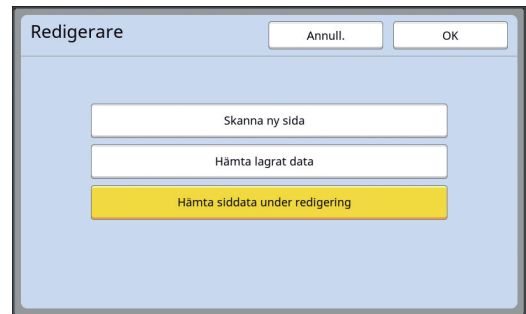 Redigerare
Annull.
OK
Skanna ny sida
Hämta lagrat data
Hämta siddata under redigering